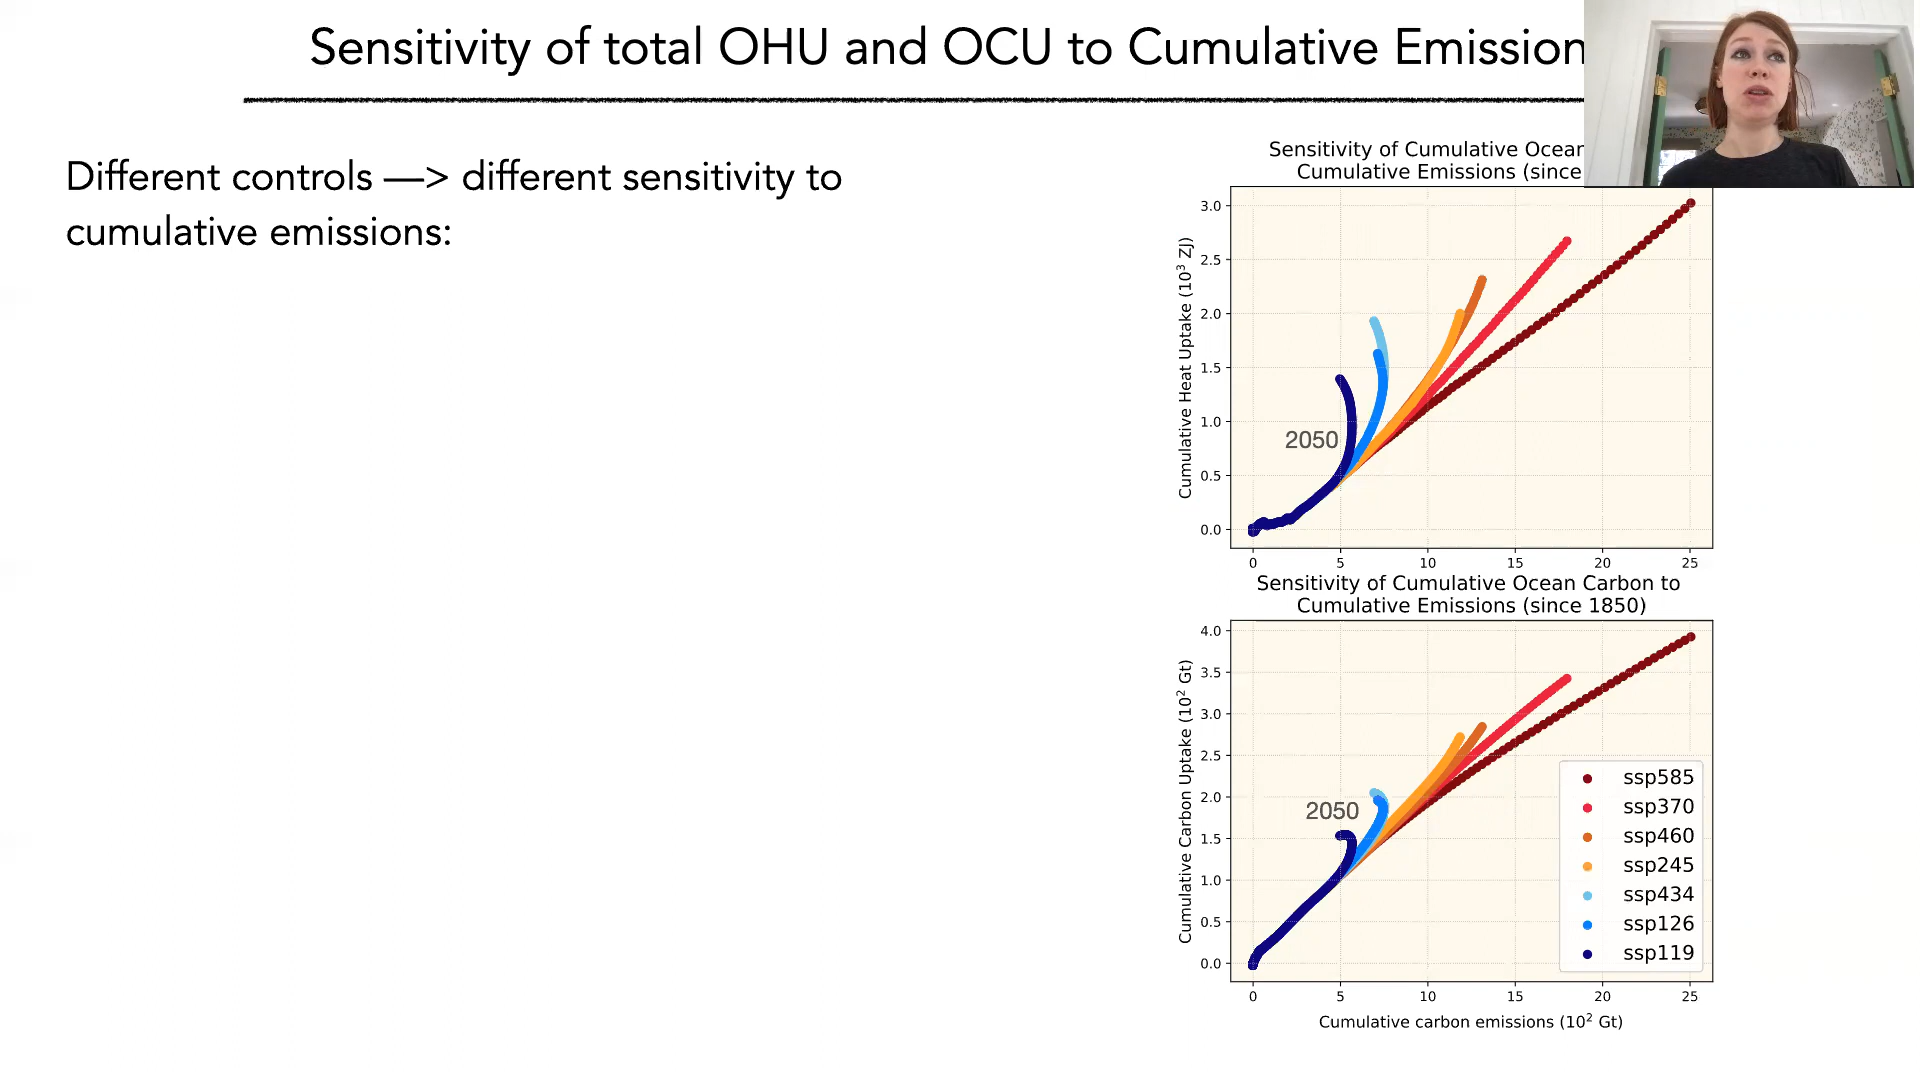 Sensitivity of total OHU and OCU to Cumulative Emission
Different controls —> different sensitivity to
cumulative emissions:
Sensitivity of Cumulative Ocean
Cumulative Emissions (since
Cumulative Heat Uptake (10³ ZJ)
3.0
2.5
2.0
1.5
1.0
0.5
0.0
2050
0 5 10 15 20 25
Sensitivity of Cumulative Ocean Carbon to
Cumulative Emissions (since 1850)
Cumulative Carbon Uptake (10² Gt)
4.0
3.5
3.0
2.5
2.0
1.5
1.0
0.5
0.0
2050
ssp585
ssp370
ssp460
ssp245
ssp434
ssp126
ssp119
0 5 10 15 20 25
Cumulative carbon emissions (10² Gt)